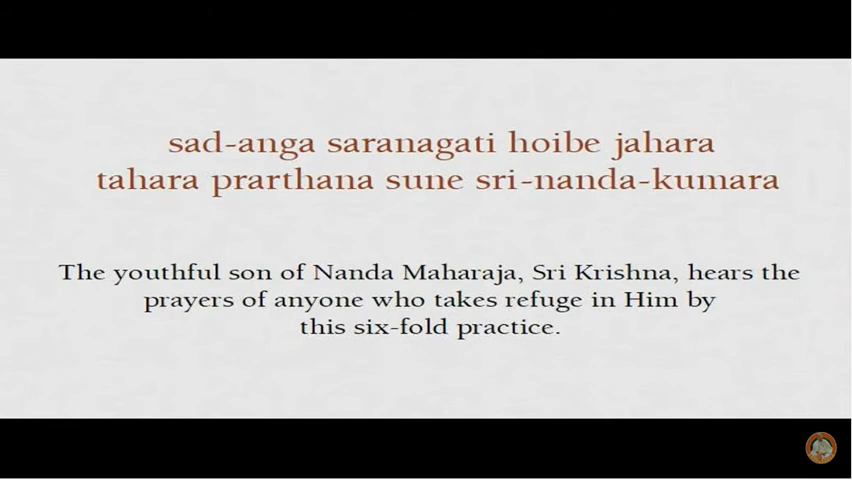 sad-anga saranagati hoibe jahara
tahara prarthana sune sri-nanda-kumara
The youthful son of Nanda Maharaja, Sri Krishna, hears the
prayers of anyone who takes refuge in Him by
this six-fold practice.